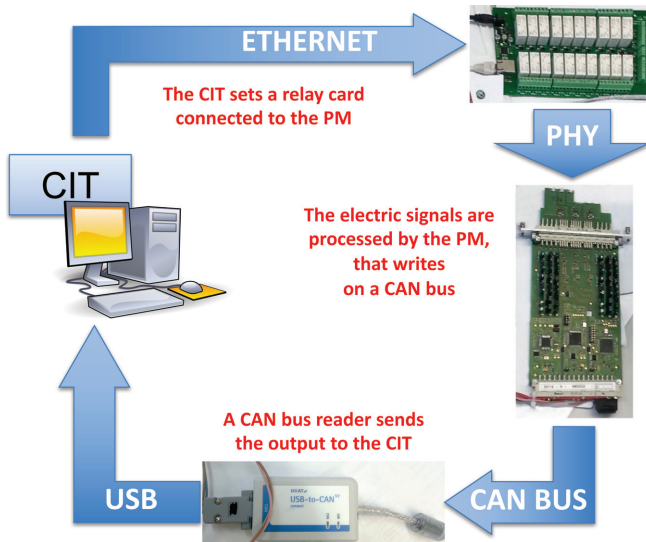 ETHERNET
The CIT sets a relay card
connected to the PM
PHY
CIT
The electric signals are
processed by the PM,
that writes
on a CAN bus
A CAN bus reader sends
the output to the CIT
USB
USB-to-CAN
CAN BUS